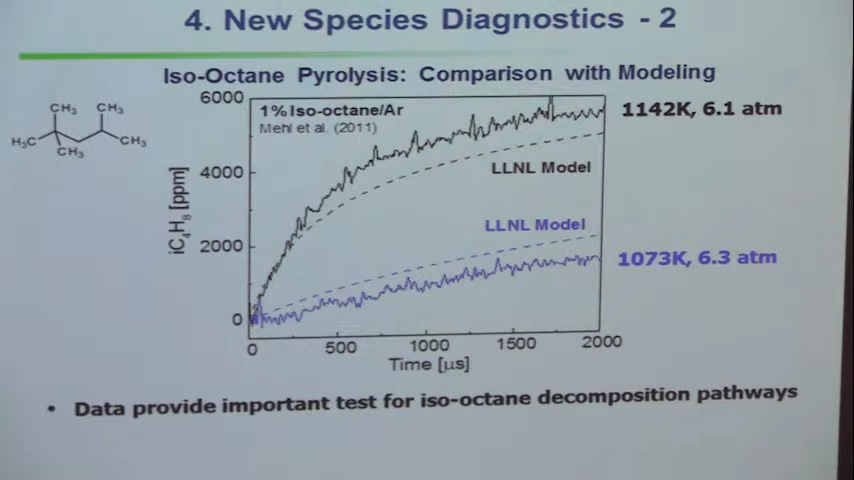 4. New Species Diagnostics - 2
Iso-Octane Pyrolysis: Comparison with Modeling
CH₃ CH₃
H₃C CH₃
CH₃
6000
4000
2000
0
iC₄H₈ [ppm]
1% Iso-octane/Ar
Mehl et al. (2011)
1142K, 6.1 atm
LLNL Model
LLNL Model
1073K, 6.3 atm
0 500 1000 1500 2000
Time [µs]
• Data provide important test for iso-octane decomposition pathways